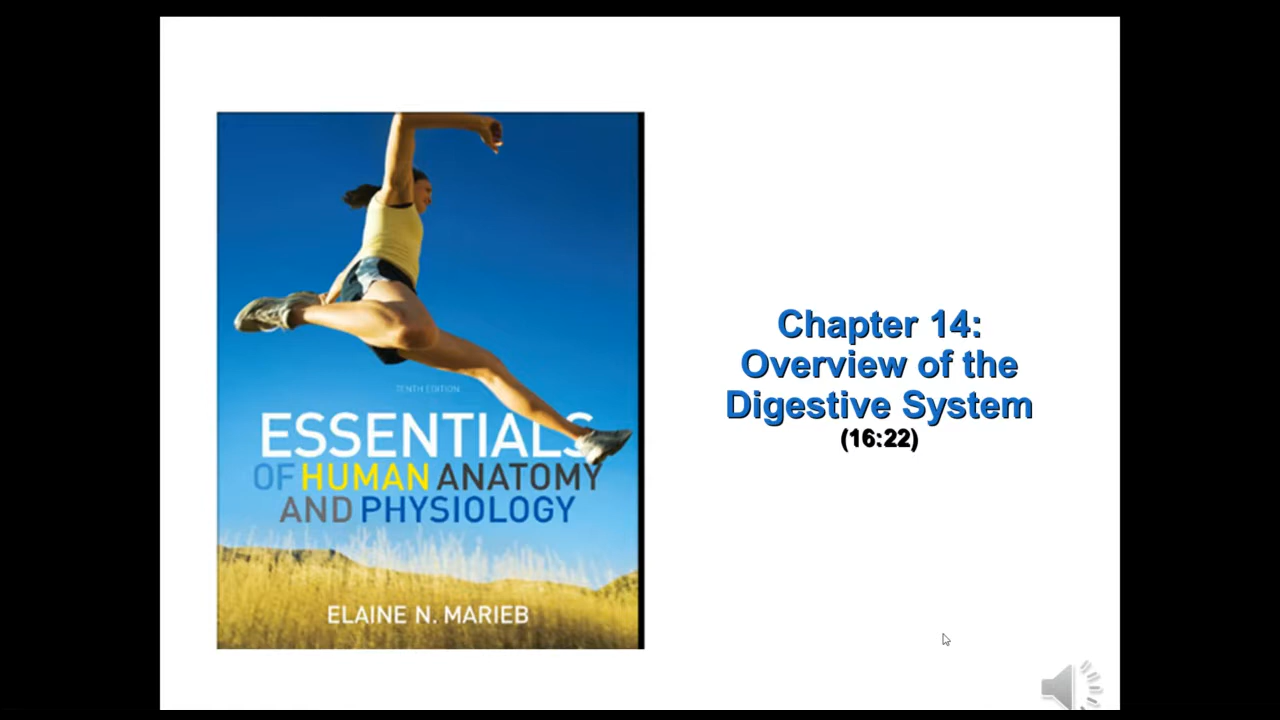 TENTH EDITION
ESSENTIALS
OF HUMAN ANATOMY
AND PHYSIOLOGY
ELAINE N. MARIEB
Chapter 14:
Overview of the
Digestive System
(16:22)